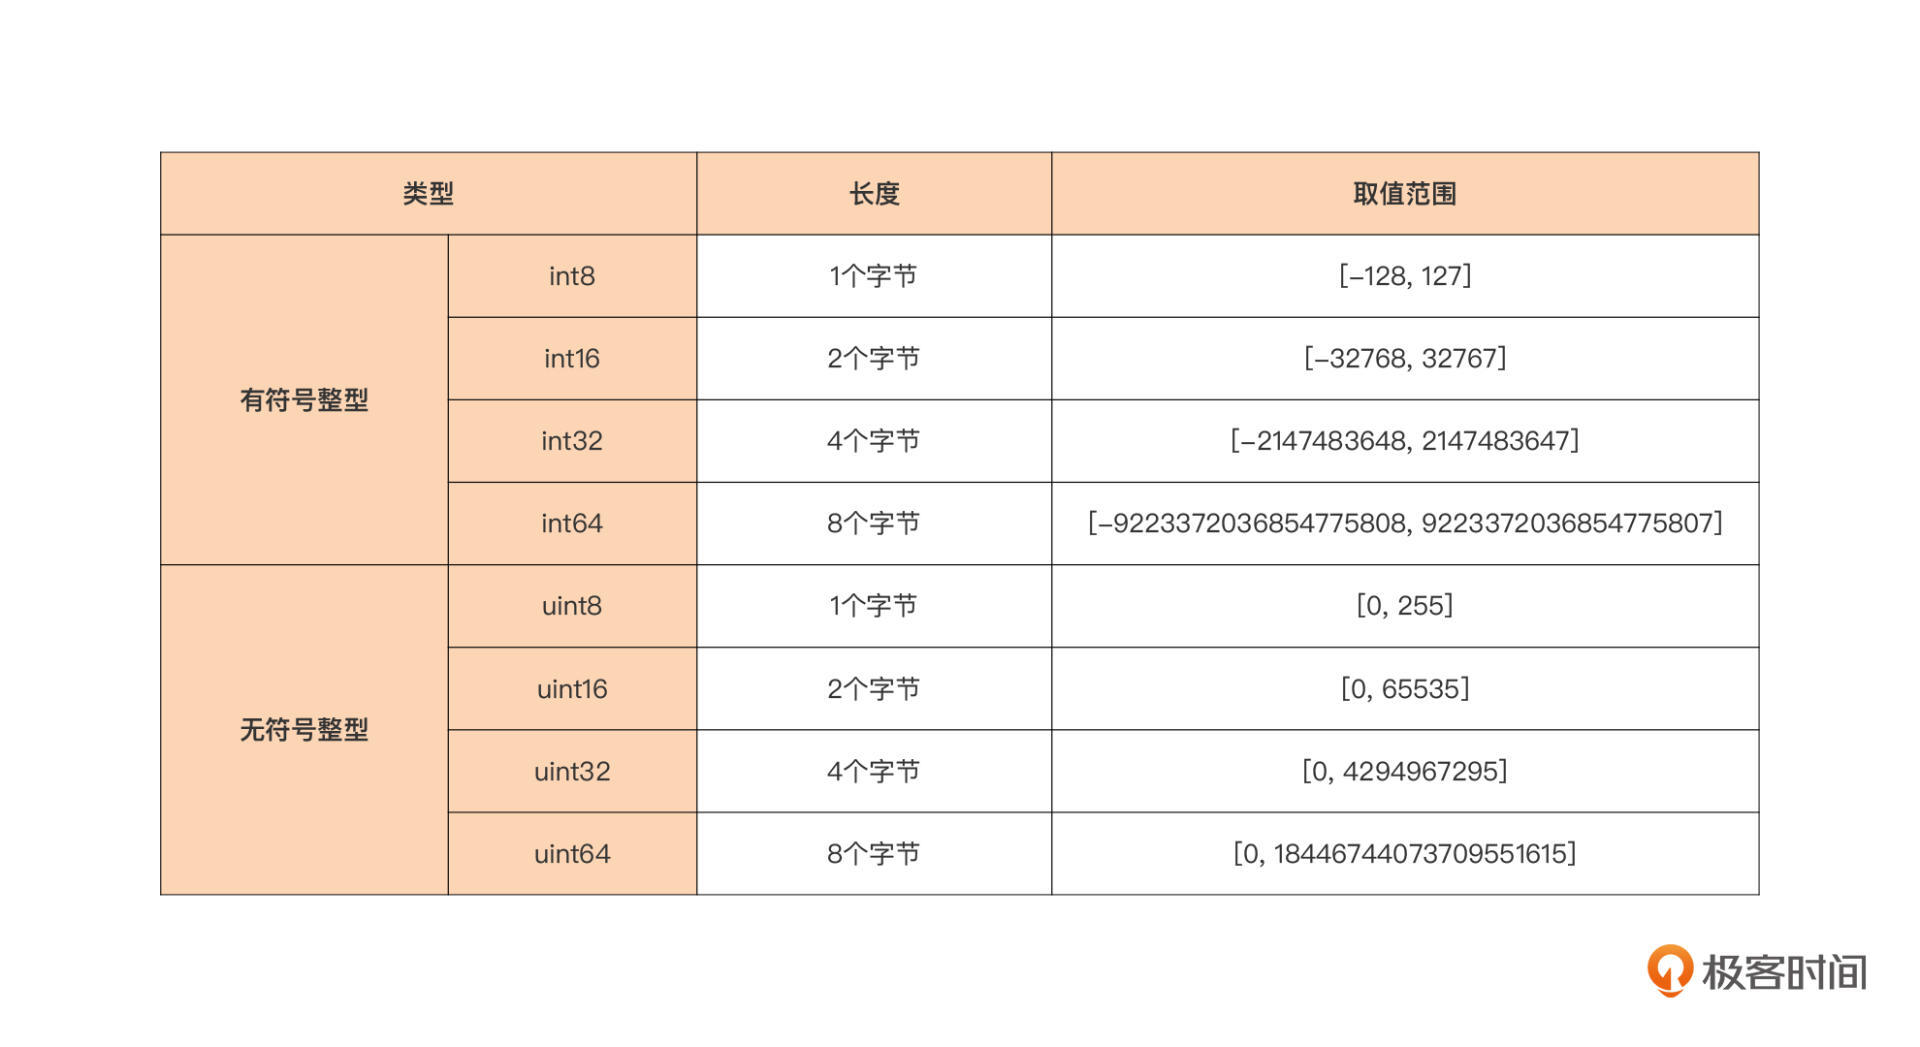 类型 长度 取值范围
有符号整型
int8 1个字节 [-128, 127]
int16 2个字节 [-32768, 32767]
int32 4个字节 [-2147483648, 2147483647]
int64 8个字节 [-9223372036854775808, 9223372036854775807]
无符号整型
uint8 1个字节 [0, 255]
uint16 2个字节 [0, 65535]
uint32 4个字节 [0, 4294967295]
uint64 8个字节 [0, 18446744073709551615]
极客时间